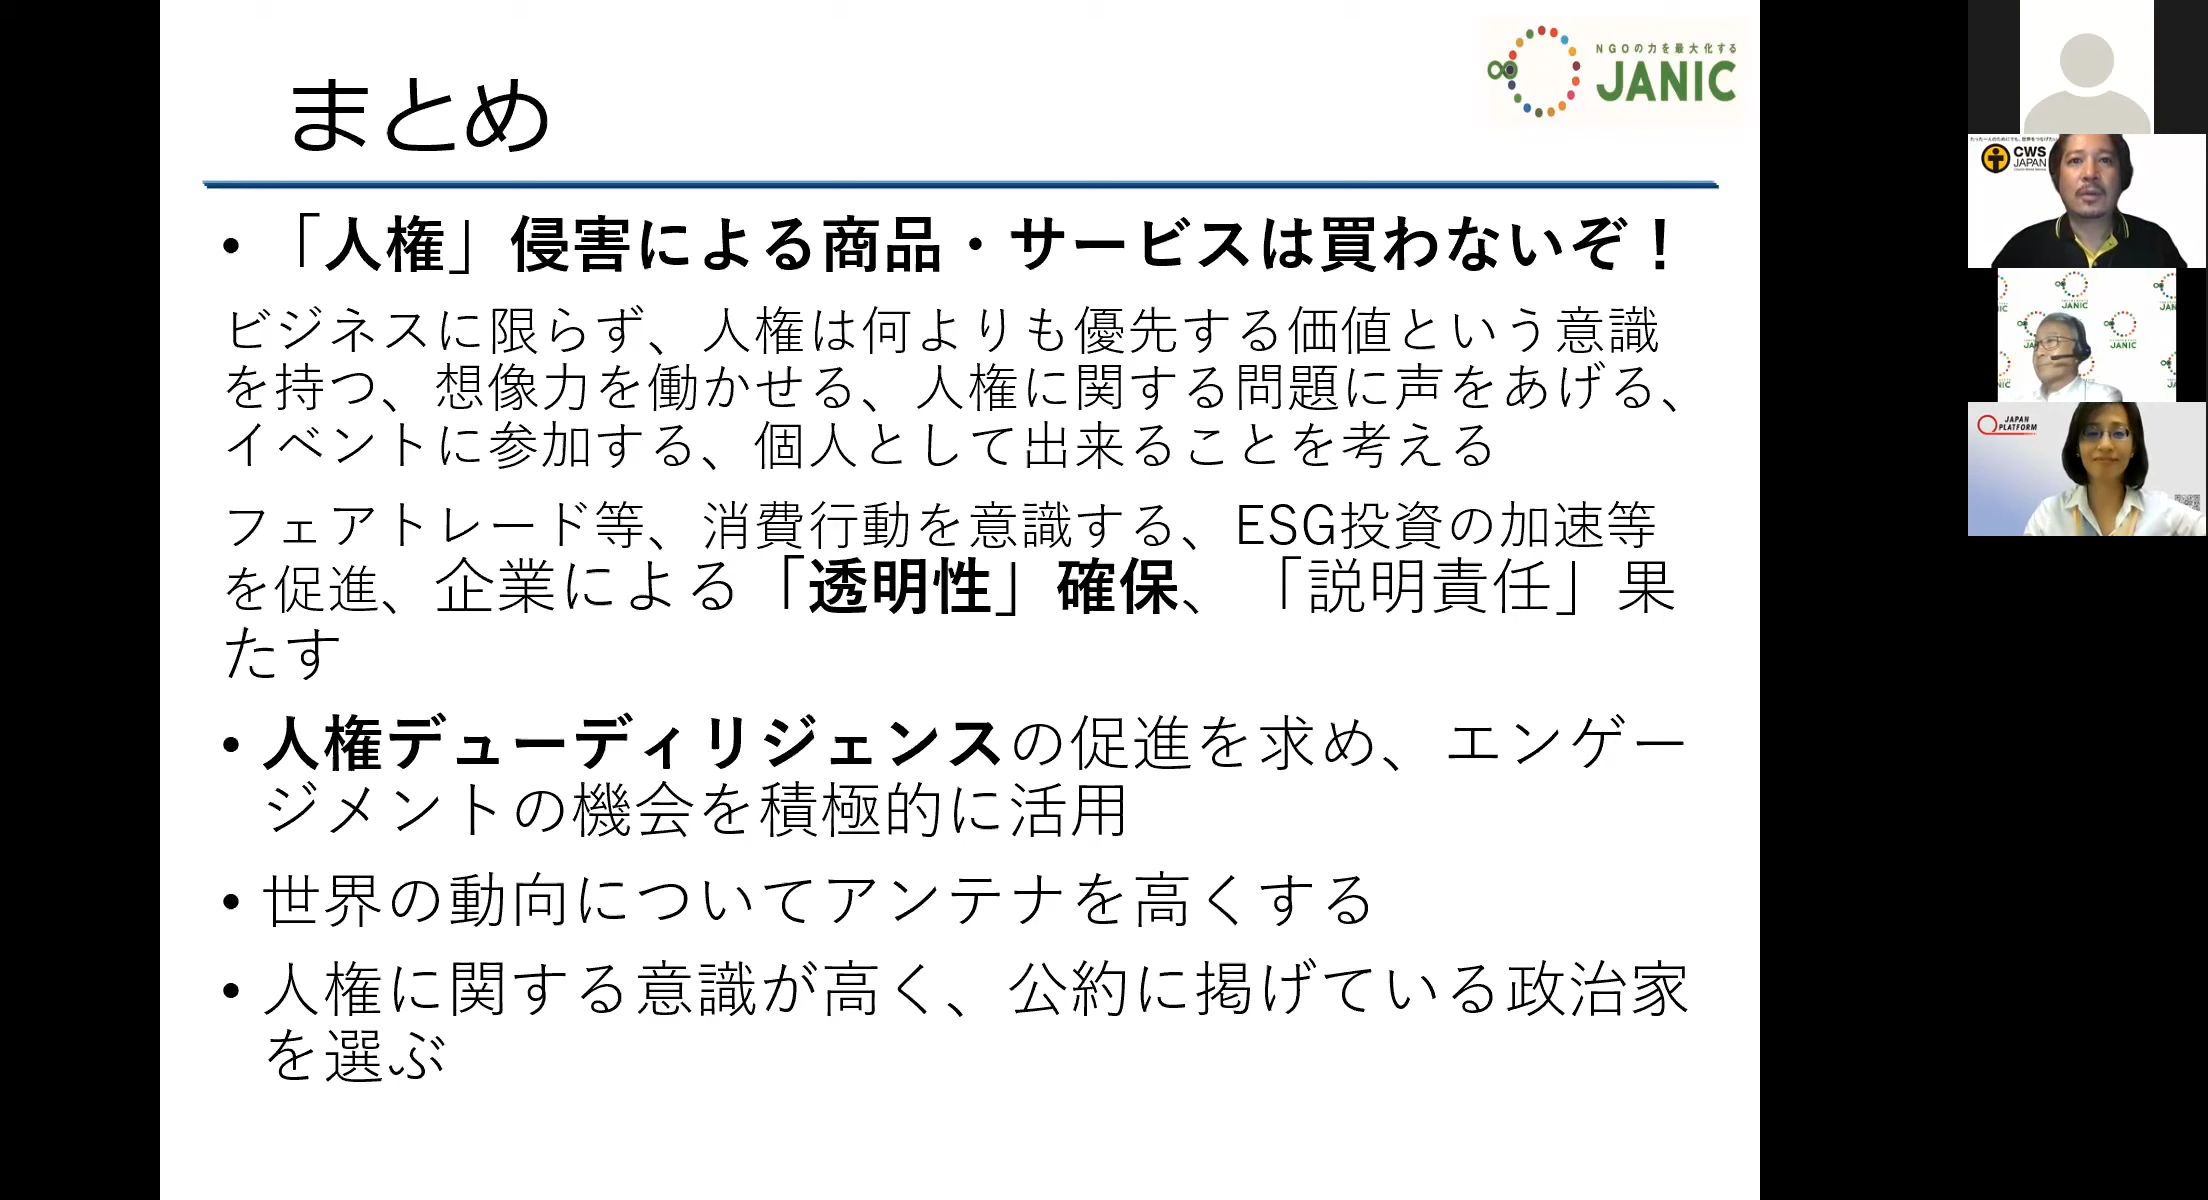 まとめ
NGOの力を最大化する
JANIC
・「人権」侵害による商品・サービスは買わないぞ！
ビジネスに限らず、人権は何よりも優先する価値という意識
を持つ、想像力を働かせる、人権に関する問題に声をあげる、
イベントに参加する、個人として出来ることを考える
フェアトレード等、消費行動を意識する、ESG投資の加速等
を促進、企業による「透明性」確保、「説明責任」果
たす
・人権デューディリジェンスの促進を求め、エンゲー
ジメントの機会を積極的に活用
・世界の動向についてアンテナを高くする
・人権に関する意識が高く、公約に掲げている政治家
を選ぶ
CWS
JAPAN
JANIC
JANIC
JAPAN
PLATFORM